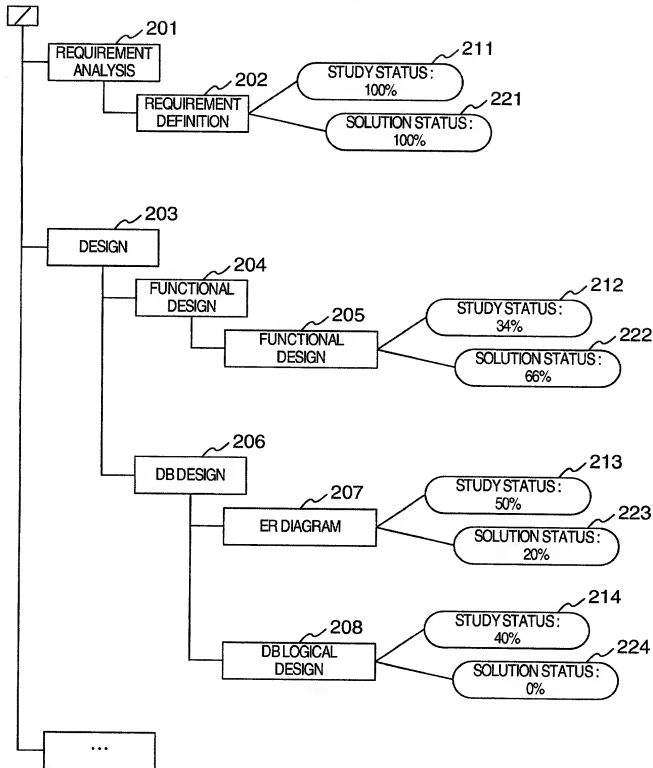 201
REQUIREMENT
ANALYSIS
202
REQUIREMENT
DEFINITION
211
STUDY STATUS:
100%
221
SOLUTION STATUS:
100%
203
DESIGN
204
FUNCTIONAL
DESIGN
205
FUNCTIONAL
DESIGN
212
STUDY STATUS:
34%
222
SOLUTION STATUS:
66%
206
DB DESIGN
207
ER DIAGRAM
213
STUDY STATUS:
50%
223
SOLUTION STATUS:
20%
208
DB LOGICAL
DESIGN
214
STUDY STATUS:
40%
224
SOLUTION STATUS:
0%
...